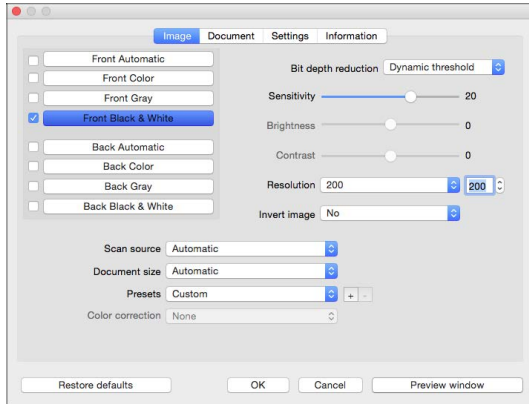 Image Document Settings Information
Front Automatic
Front Color
Front Gray
Front Black & White
Back Automatic
Back Color
Back Gray
Back Black & White
Bit depth reduction Dynamic threshold
Sensitivity 20
Brightness 0
Contrast 0
Resolution 200 200
Invert image No
Scan source Automatic
Document size Automatic
Presets Custom + -
Color correction None
Restore defaults OK Cancel Preview window